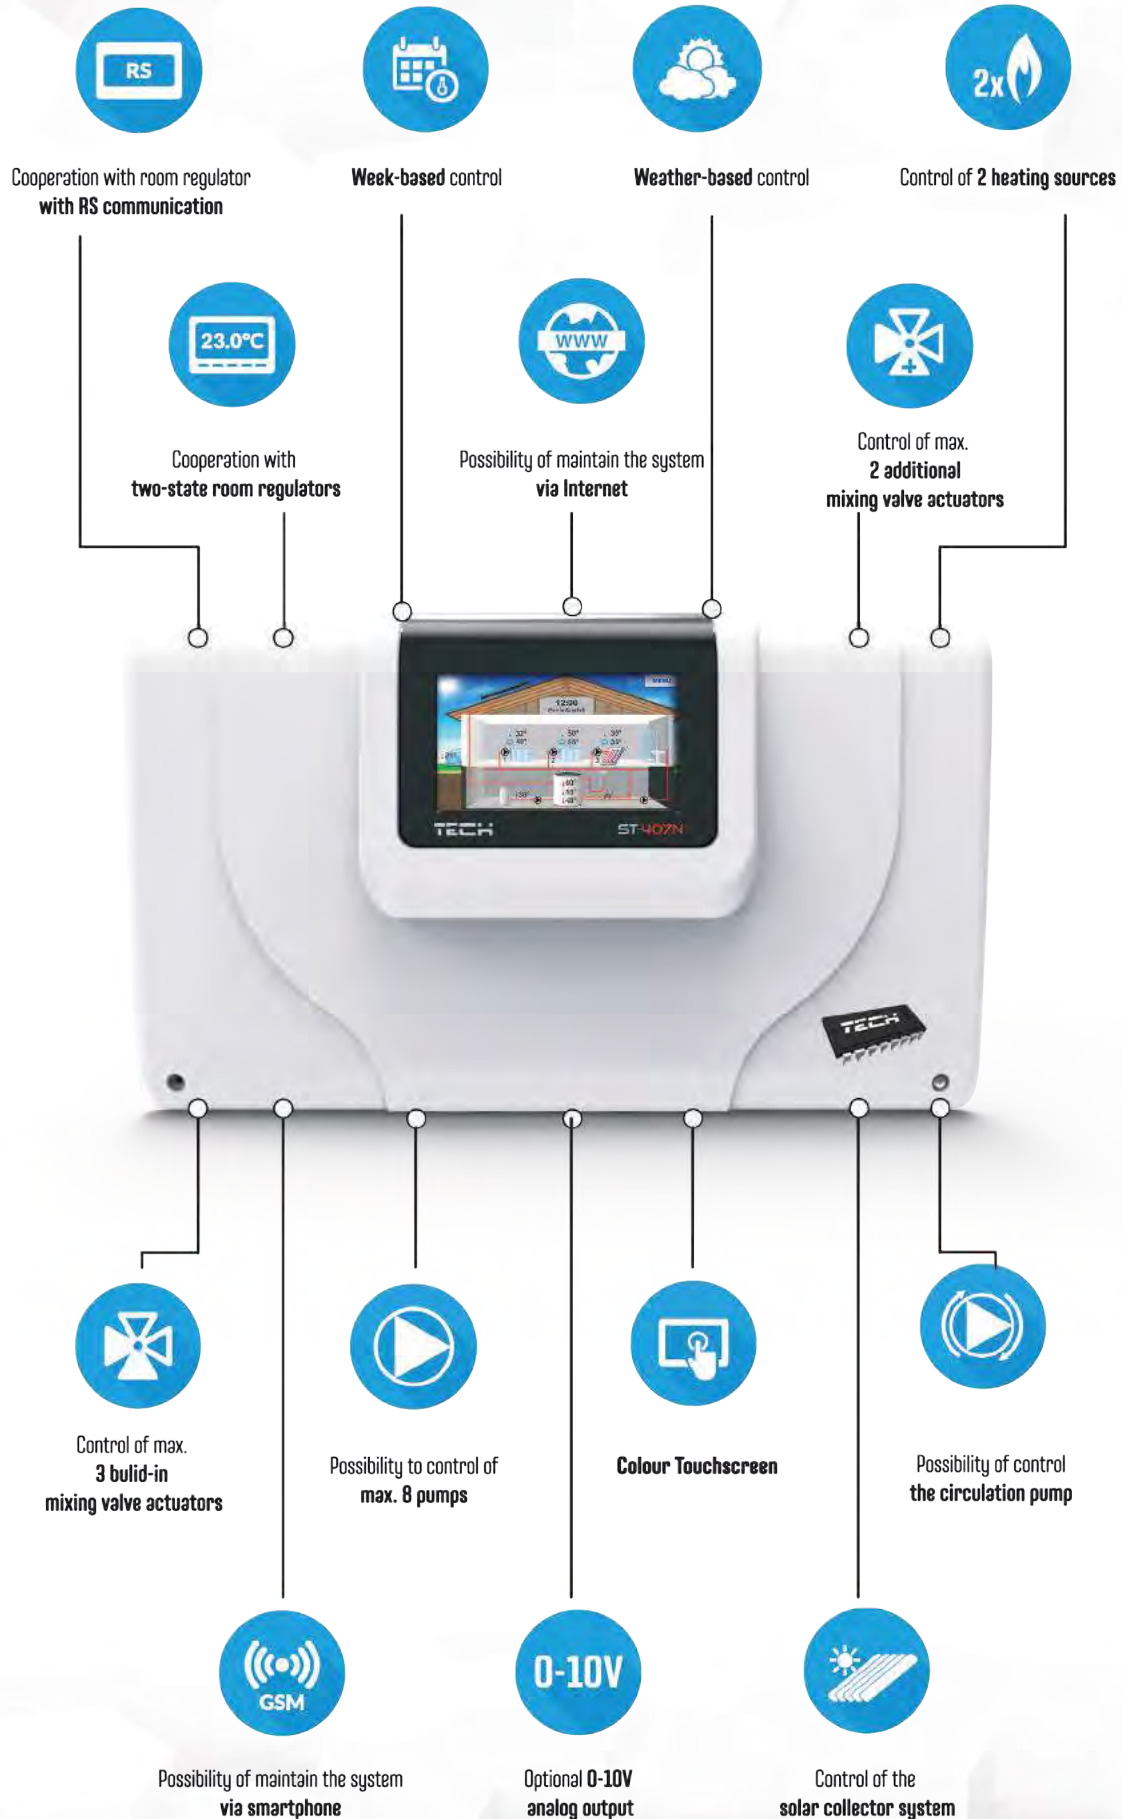 RS
2x
Cooperation with room regulator
with RS communication
Week-based control
Weather-based control
Control of 2 heating sources
23.0°C
WWW
Cooperation with
two-state room regulators
Possibility of maintain the system
via Internet
Control of max.
2 additional
mixing valve actuators
MENU
12:00
TECH
ST-407N
TECH
Control of max.
3 bulid-in
mixing valve actuators
Possibility to control of
max. 8 pumps
Colour Touchscreen
Possibility of control
the circulation pump
GSM
0-10V
Possibility of maintain the system
via smartphone
Optional 0-10V
analog output
Control of the
solar collector system